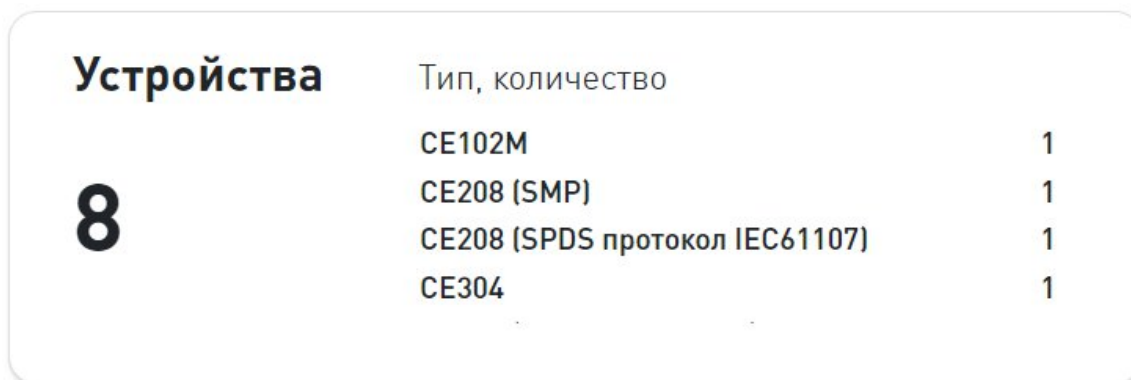 Устройства
Тип, количество
8
CE102M 1
CE208 (SMP) 1
CE208 (SPDS протокол IEC61107) 1
CE304 1